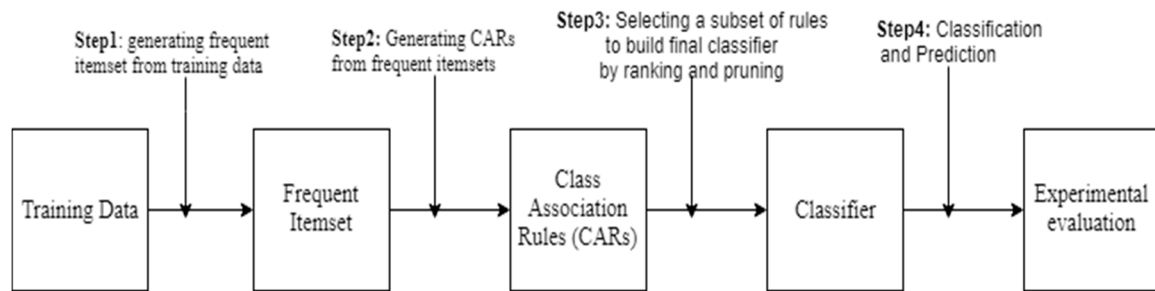 Step1: generating frequent
itemset from training data
Step2: Generating CARs
from frequent itemsets
Step3: Selecting a subset of rules
to build final classifier
by ranking and pruning
Step4: Classification
and Prediction
Training Data
Frequent
Itemset
Class
Association
Rules (CARs)
Classifier
Experimental
evaluation